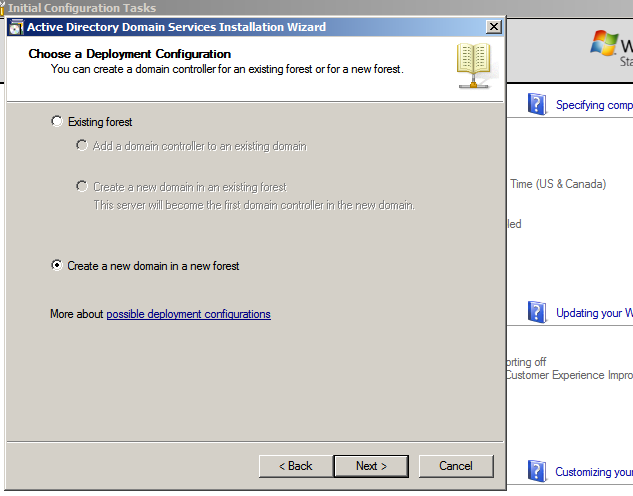 Initial Configuration Tasks
Active Directory Domain Services Installation Wizard
Choose a Deployment Configuration
You can create a domain controller for an existing forest or for a new forest.
Existing forest
Add a domain controller to an existing domain
Create a new domain in an existing forest
This server will become the first domain controller in the new domain.
Create a new domain in a new forest
More about possible deployment configurations
< Back
Next >
Cancel
W
Sta
Specifying comp
Time (US & Canada)
led
Updating your W
orting off
Customer Experience Impro
Customizing your